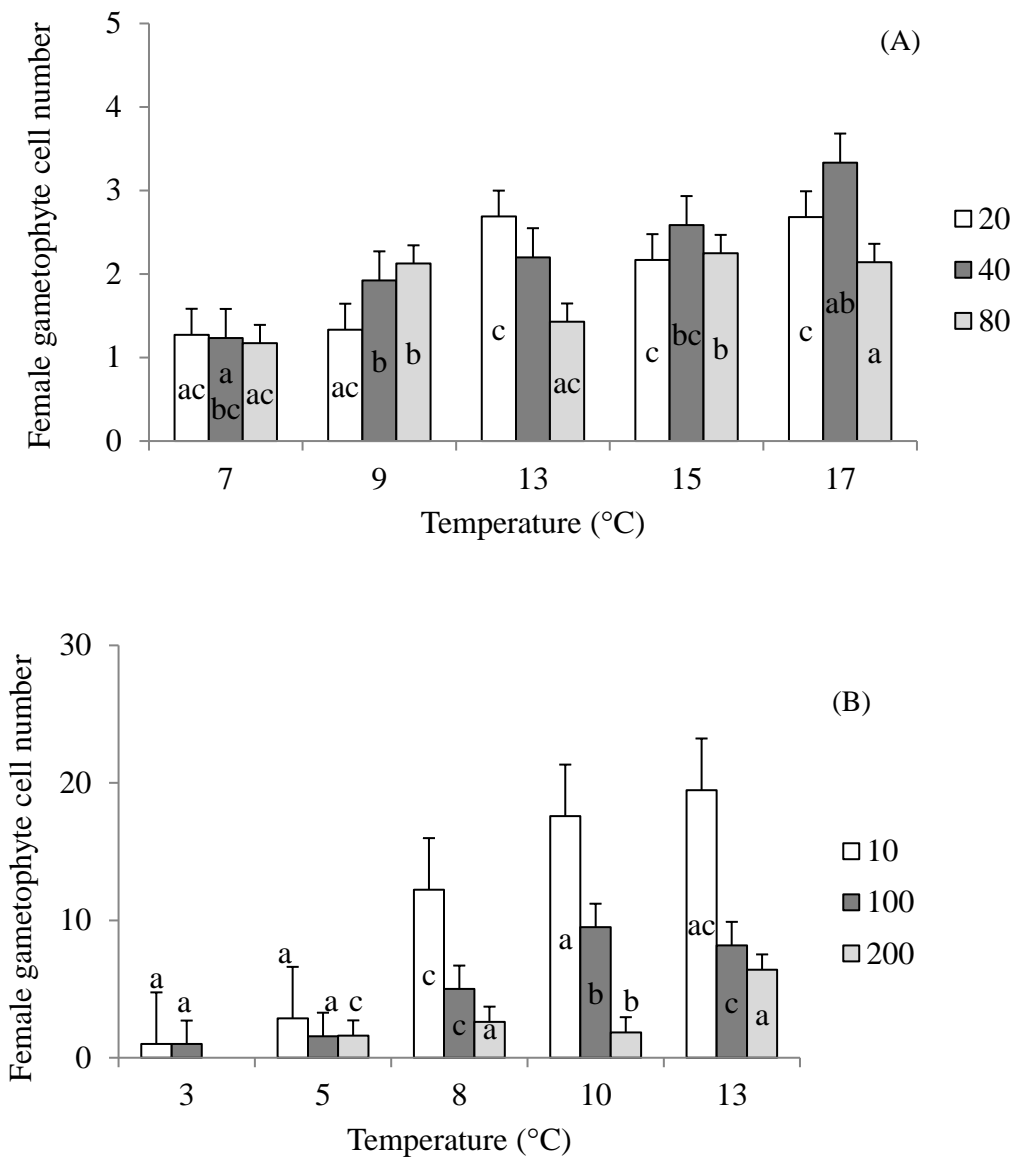 (A)
Female gametophyte cell number
5
4
3
2
1
0
ac
a
bc
ac
ac
b
b
c
ac
c
bc
b
c
ab
a
7
9
13
15
17
Temperature (°C)
20
40
80
(B)
Female gametophyte cell number
30
20
10
0
a
a
a
a
c
c
c
a
a
b
b
ac
c
a
3
5
8
10
13
Temperature (°C)
10
100
200